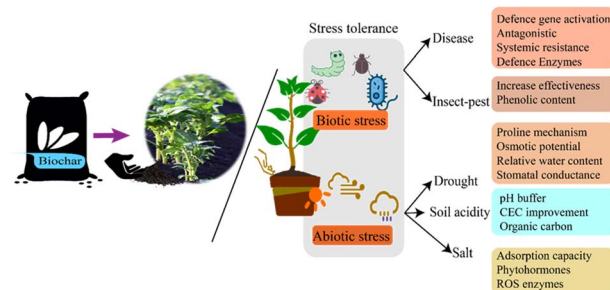 Stress tolerance
Biochar
Biotic stress
Abiotic stress
Disease
Insect-pest
Drought
Soil acidity
Salt
Defence gene activation
Antagonistic
Systemic resistance
Defence Enzymes
Increase effectiveness
Phenolic content
Proline mechanism
Osmotic potential
Relative water content
Stomatal conductance
pH buffer
CEC improvement
Organic carbon
Adsorption capacity
Phytohormones
ROS enzymes